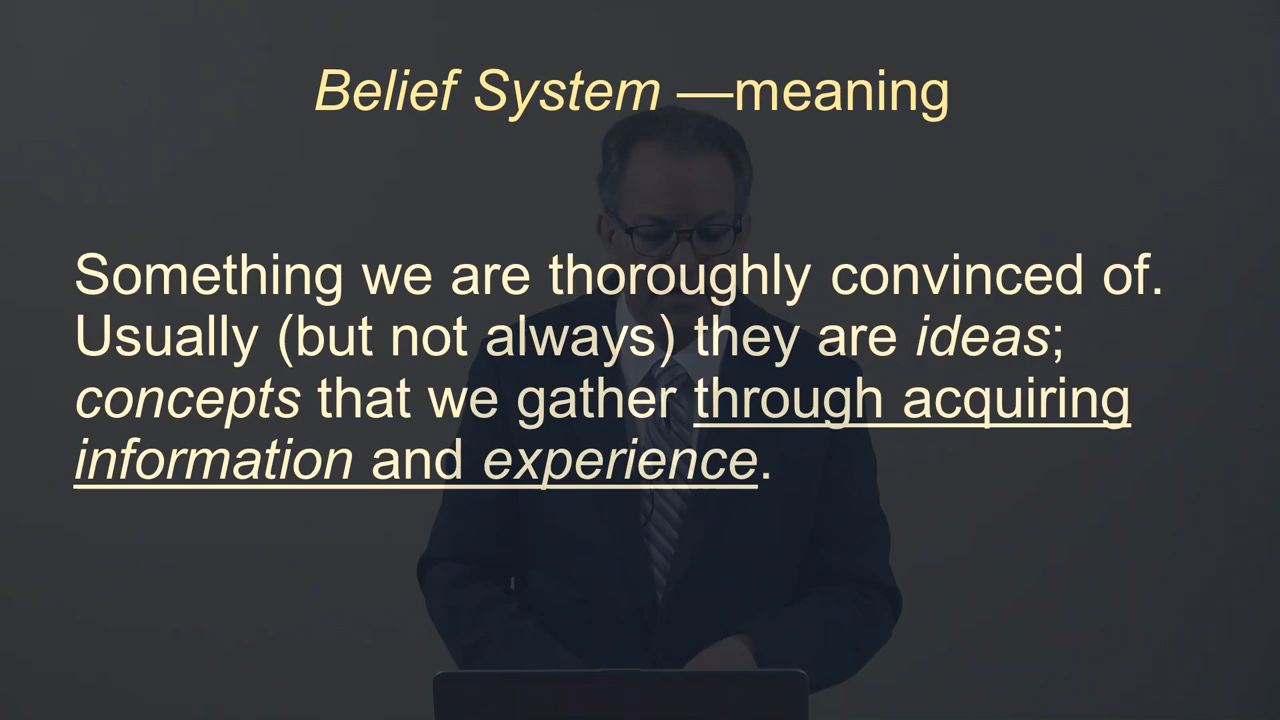 Belief System —meaning
Something we are thoroughly convinced of.
Usually (but not always) they are ideas;
concepts that we gather through acquiring
information and experience.